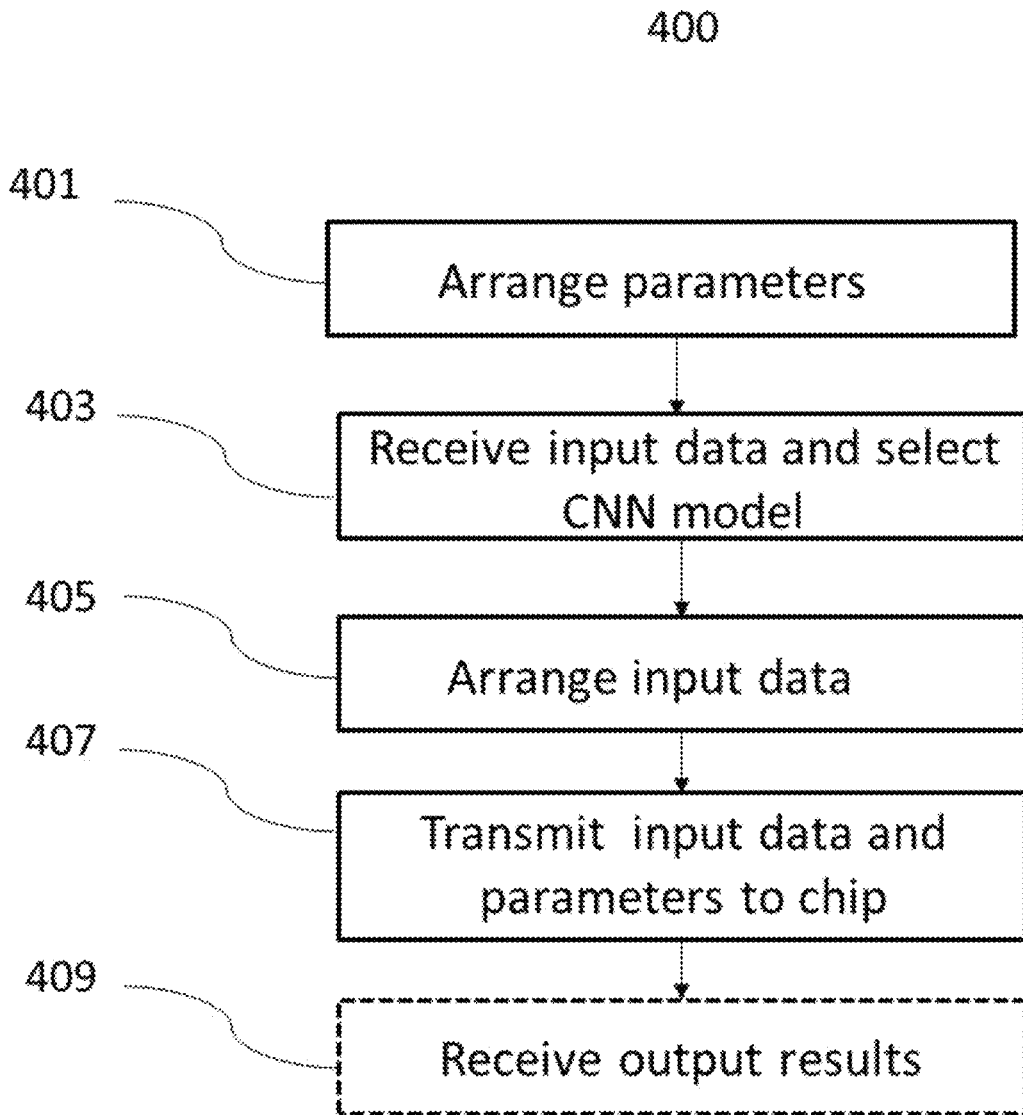 400
401
Arrange parameters
403
Receive input data and select
CNN model
405
Arrange input data
407
Transmit input data and
parameters to chip
409
Receive output results